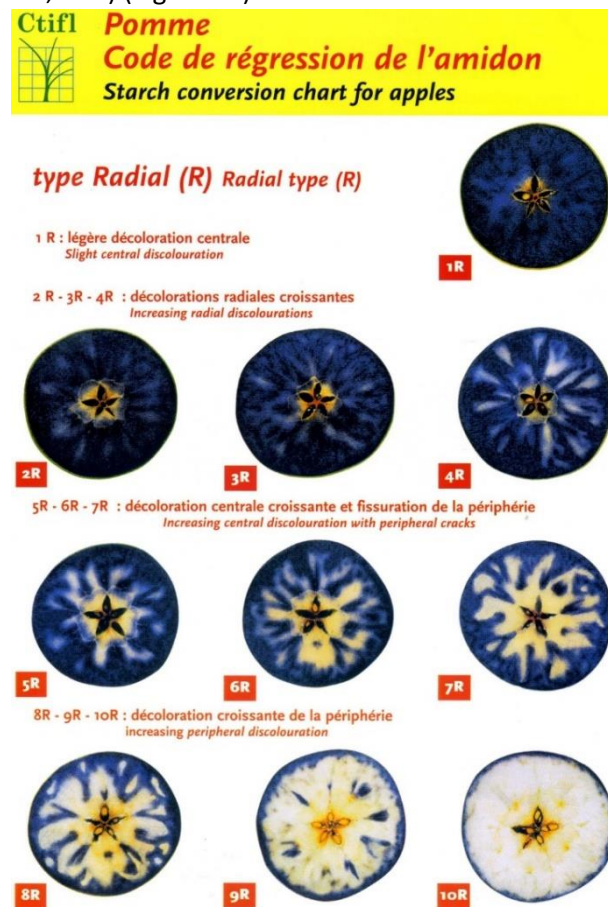 Ctifl
Pomme
Code de régression de l'amidon
Starch conversion chart for apples
type Radial (R) Radial type (R)
1 R : légère décoloration centrale
Slight central discolouration
1R
2 R - 3R - 4R : décolorations radiales croissantes
Increasing radial discolourations
2R
3R
4R
5R - 6R - 7R : décoloration centrale croissante et fissuration de la périphérie
Increasing central discolouration with peripheral cracks
5R
6R
7R
8R - 9R - 10R : décoloration croissante de la périphérie
increasing peripheral discolouration
8R
9R
10R